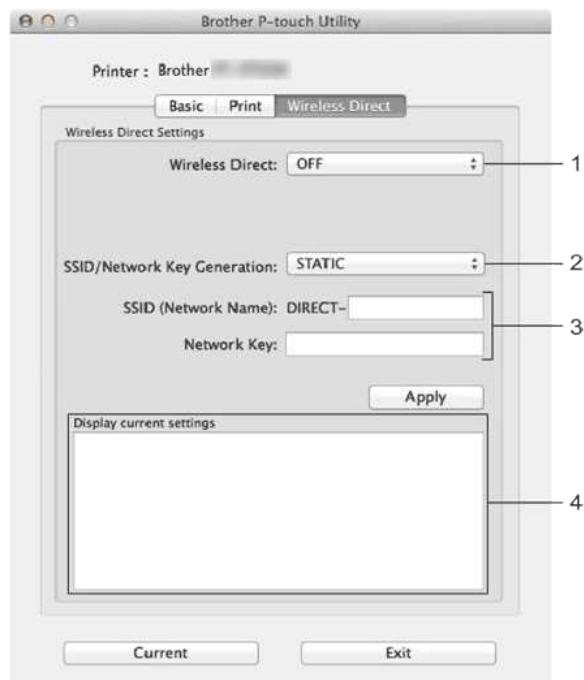 Brother P-touch Utility
Printer : Brother
Basic Print Wireless Direct
Wireless Direct Settings
Wireless Direct: OFF 1
SSID/Network Key Generation: STATIC 2
SSID (Network Name): DIRECT-
3
Network Key:
Apply
Display current settings
4
Current Exit